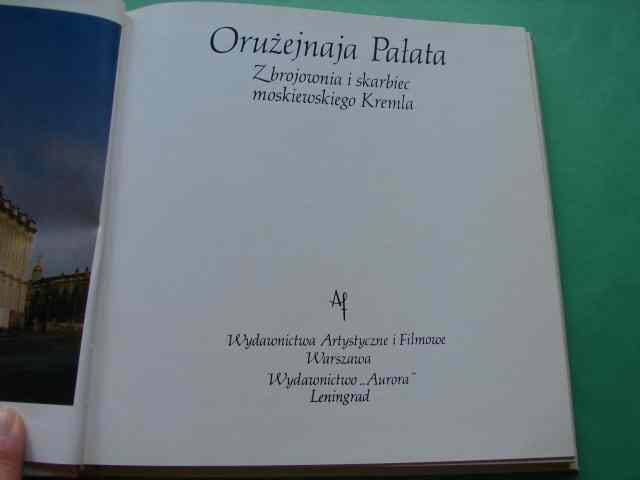 Orużejnaja Pałata
Zbrojownia i skarbiec
moskiewskiego Kremla
Af
Wydawnictwa Artystyczne i Filmowe
Warszawa
Wydawnictwo „Aurora"
Leningrad